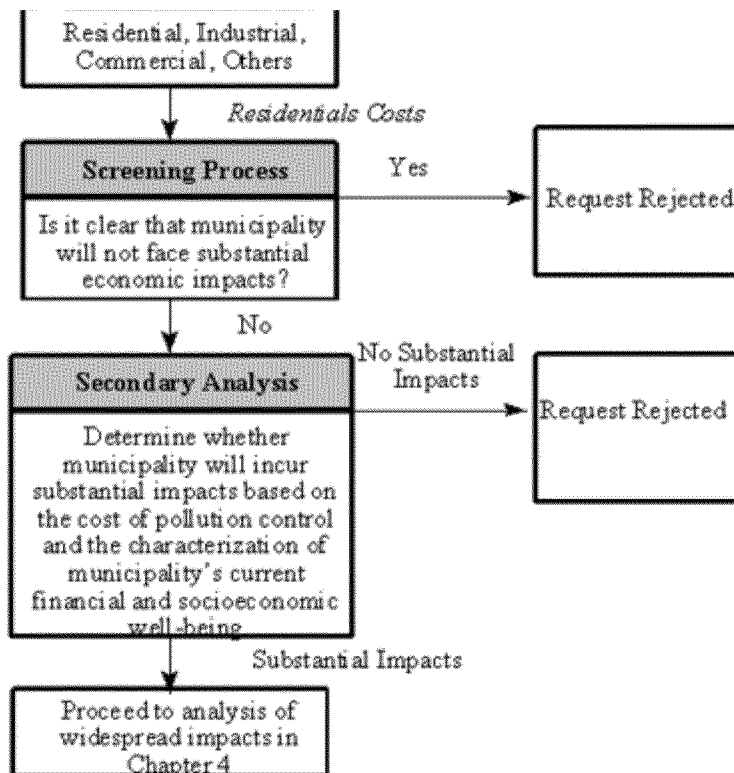 Residential, Industrial,
Commercial, Others
Residentials Costs
Screening Process
Yes
Request Rejected
Is it clear that municipality
will not face substantial
economic impacts?
No
No Substantial
Impacts
Secondary Analysis
Request Rejected
Determine whether
municipality will incur
substantial impacts based on
the cost of pollution control
and the characterization of
municipality's current
financial and socioeconomic
well-being
Substantial Impacts
Proceed to analysis of
widespread impacts in
Chapter 4